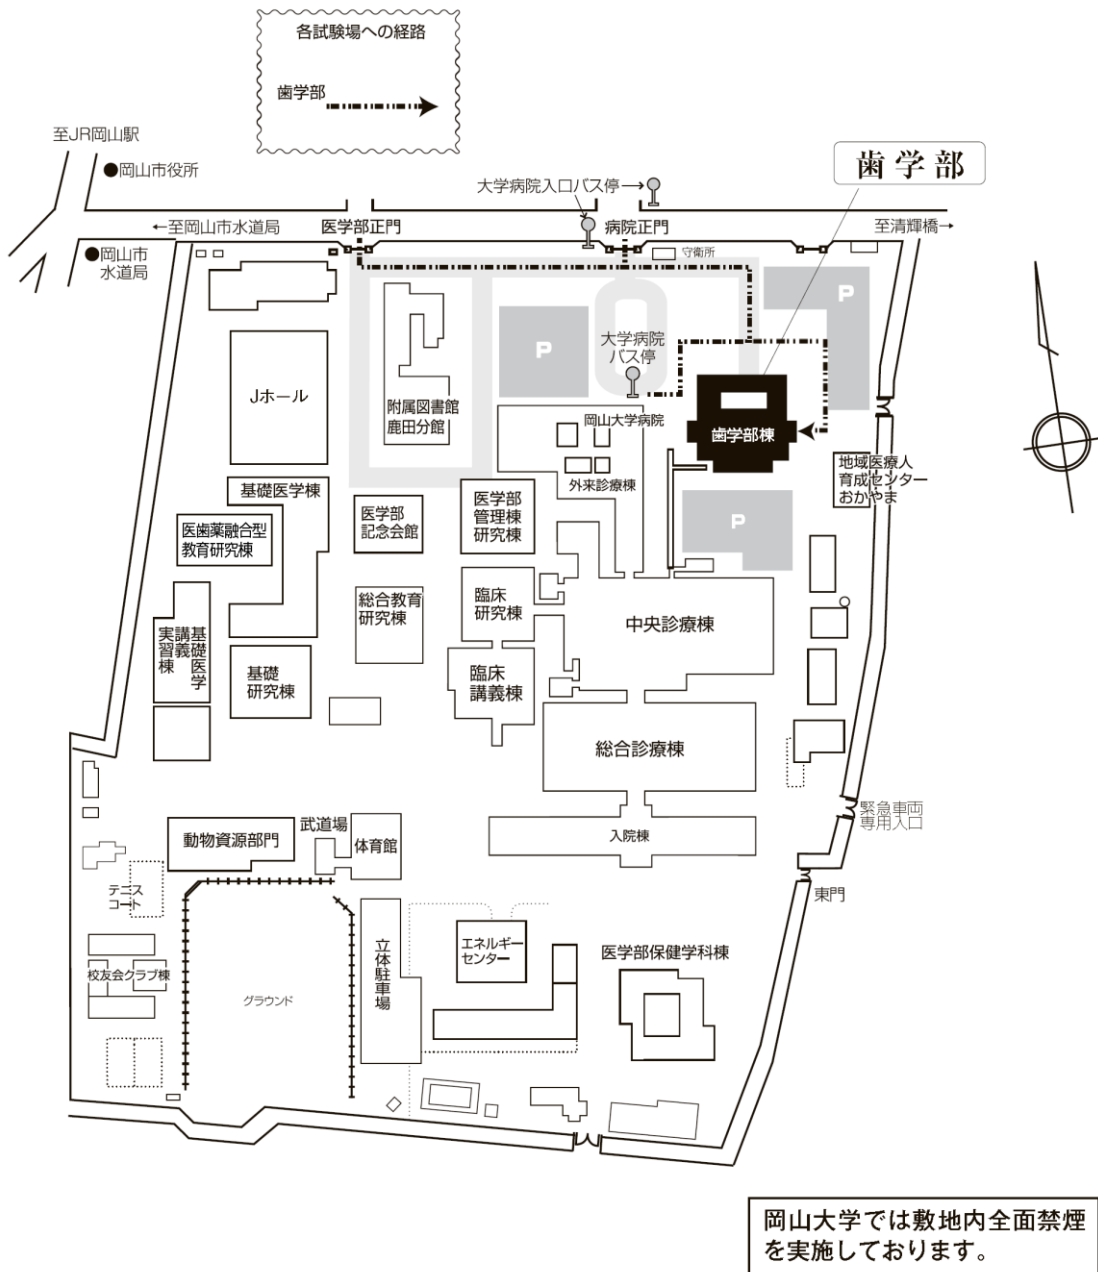 各試験場への経路
歯学部
至JR岡山駅
●岡山市役所
歯学部
大学病院入口バス停→
←至岡山市水道局
医学部正門
病院正門
至清輝橋→
●岡山市
水道局
守衛所
P
P
大学病院
バス停
Jホール
附属図書館
鹿田分館
岡山大学病院
歯学部棟
外来診療棟
地域医療人
育成センター
おかやま
基礎医学棟
医歯薬融合型
教育研究棟
医学部
記念会館
医学部
管理棟
研究棟
P
基礎医学
講義
実習棟
総合教育
研究棟
臨床
研究棟
中央診療棟
基礎
研究棟
臨床
講義棟
総合診療棟
動物資源部門
武道場
体育館
入院棟
緊急車両
専用入口
東門
テニス
コート
校友会クラブ棟
グラウンド
立体駐車場
エネルギー
センター
医学部保健学科棟
岡山大学では敷地内全面禁煙
を実施しております。